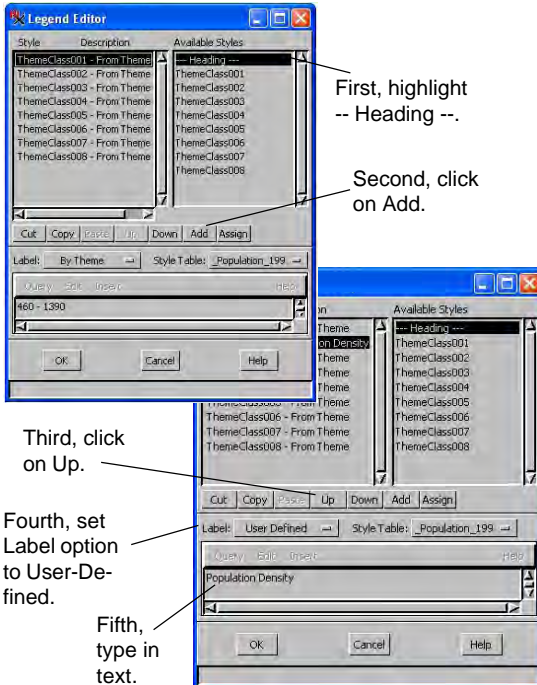 Legend Editor
Style Description Available Styles
ThemeClass001 - From Theme --- Heading ---
ThemeClass002 - From Theme ThemeClass001
ThemeClass003 - From Theme ThemeClass002
ThemeClass004 - From Theme ThemeClass003
ThemeClass005 - From Theme ThemeClass004
ThemeClass006 - From Theme ThemeClass005
ThemeClass007 - From Theme ThemeClass006
ThemeClass008 - From Theme ThemeClass007
ThemeClass008
Cut Copy Paste Up Down Add Assign
Label: By Theme Style Table: _Population_199
Query Edit Insert Help
460 - 1390
OK Cancel Help
First, highlight
-- Heading --.
Second, click
on Add.
Available Styles
Theme --- Heading ---
on Density ThemeClass001
Theme ThemeClass002
Theme ThemeClass003
Theme ThemeClass004
From Theme ThemeClass005
ThemeClass006 - From Theme ThemeClass006
ThemeClass007 - From Theme ThemeClass007
ThemeClass008 - From Theme ThemeClass008
Cut Copy Paste Up Down Add Assign
Label: User Defined Style Table: _Population_199
Query Edit Insert Help
Population Density
OK Cancel Help
Third, click
on Up.
Fourth, set
Label option
to User-De-
fined.
Fifth,
type in
text.